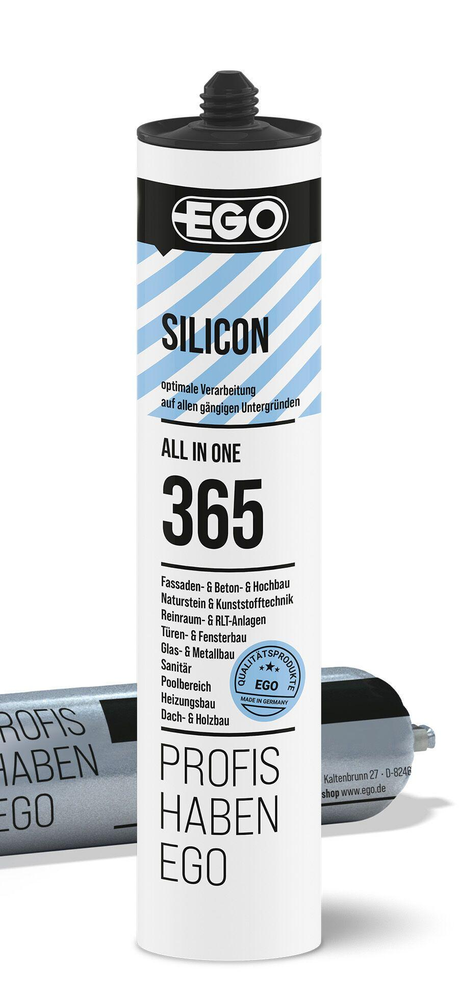 EGO
SILICON
optimale Verarbeitung
auf allen gängigen Untergründen
ALL IN ONE
365
Fassaden- & Beton- & Hochbau
Naturstein & Kunststofftechnik
Reinraum- & RLT-Anlagen
Türen- & Fensterbau
Glas- & Metallbau
Sanitär
Poolbereich
Heizungsbau
Dach- & Holzbau
QUALITÄTSPRODUKTE
EGO
MADE IN GERMANY
PROFIS
HABEN
EGO
ROFIS
HABEN
EGO
Kaltenbrunn 27 · D-8246
shop www.ego.de